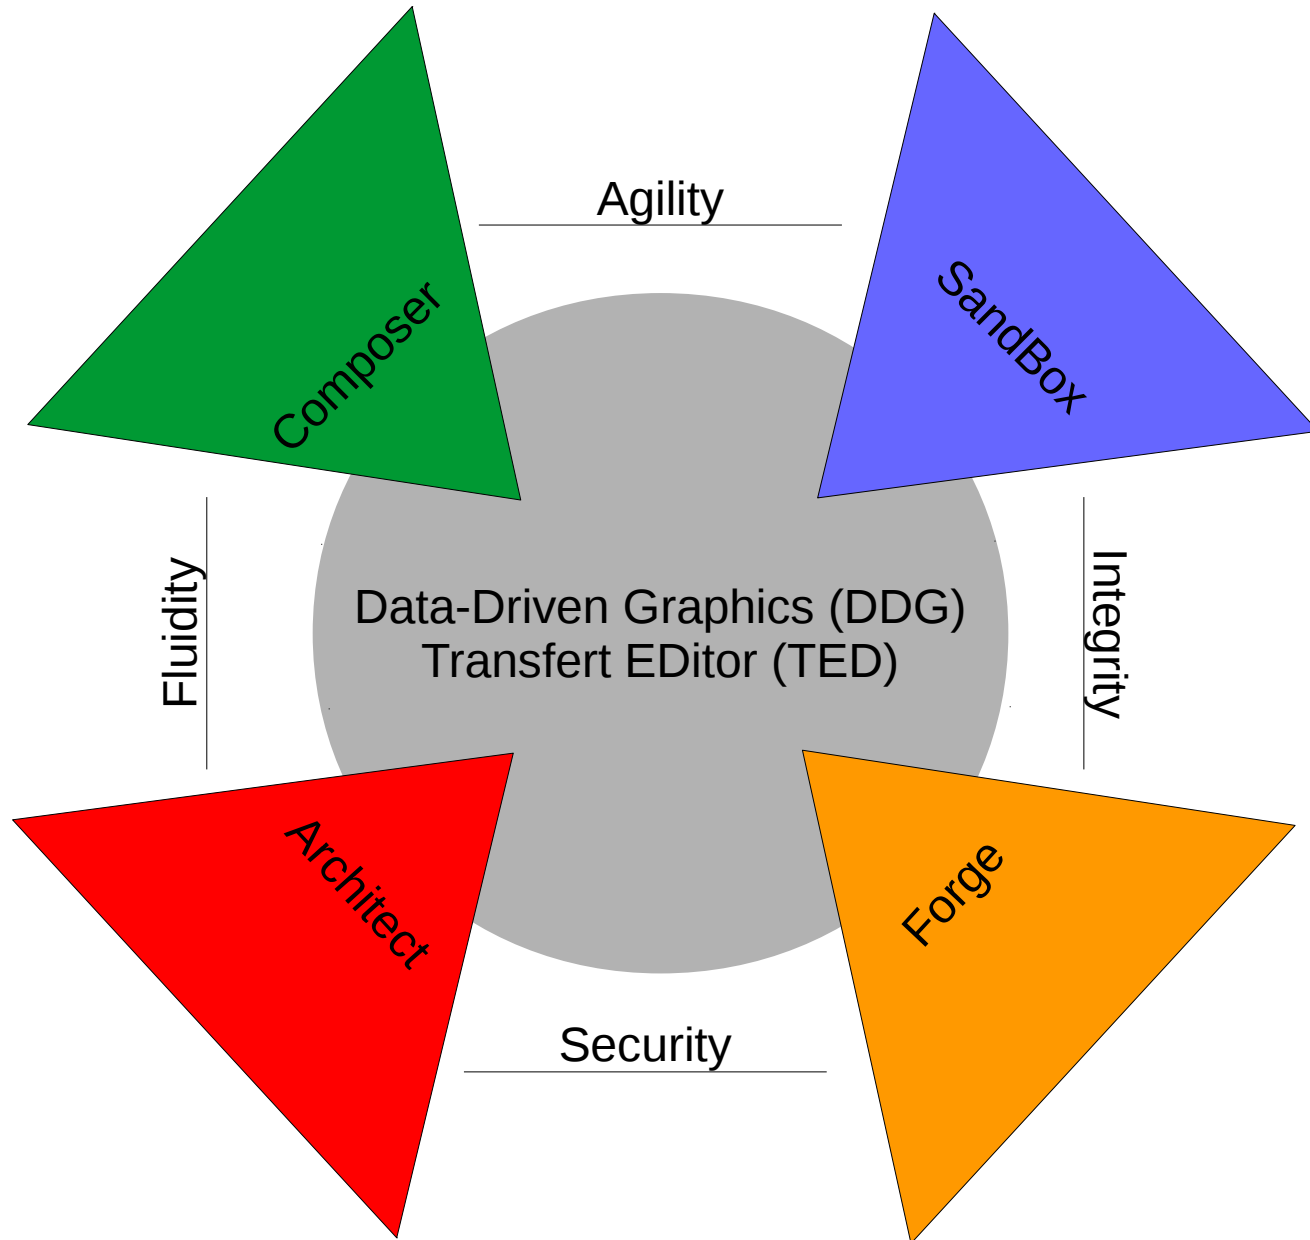 Agility
Composer
SandBox
Fluidity
Data-Driven Graphics (DDG)
Transfert EDitor (TED)
Integrity
Architect
Forge
Security